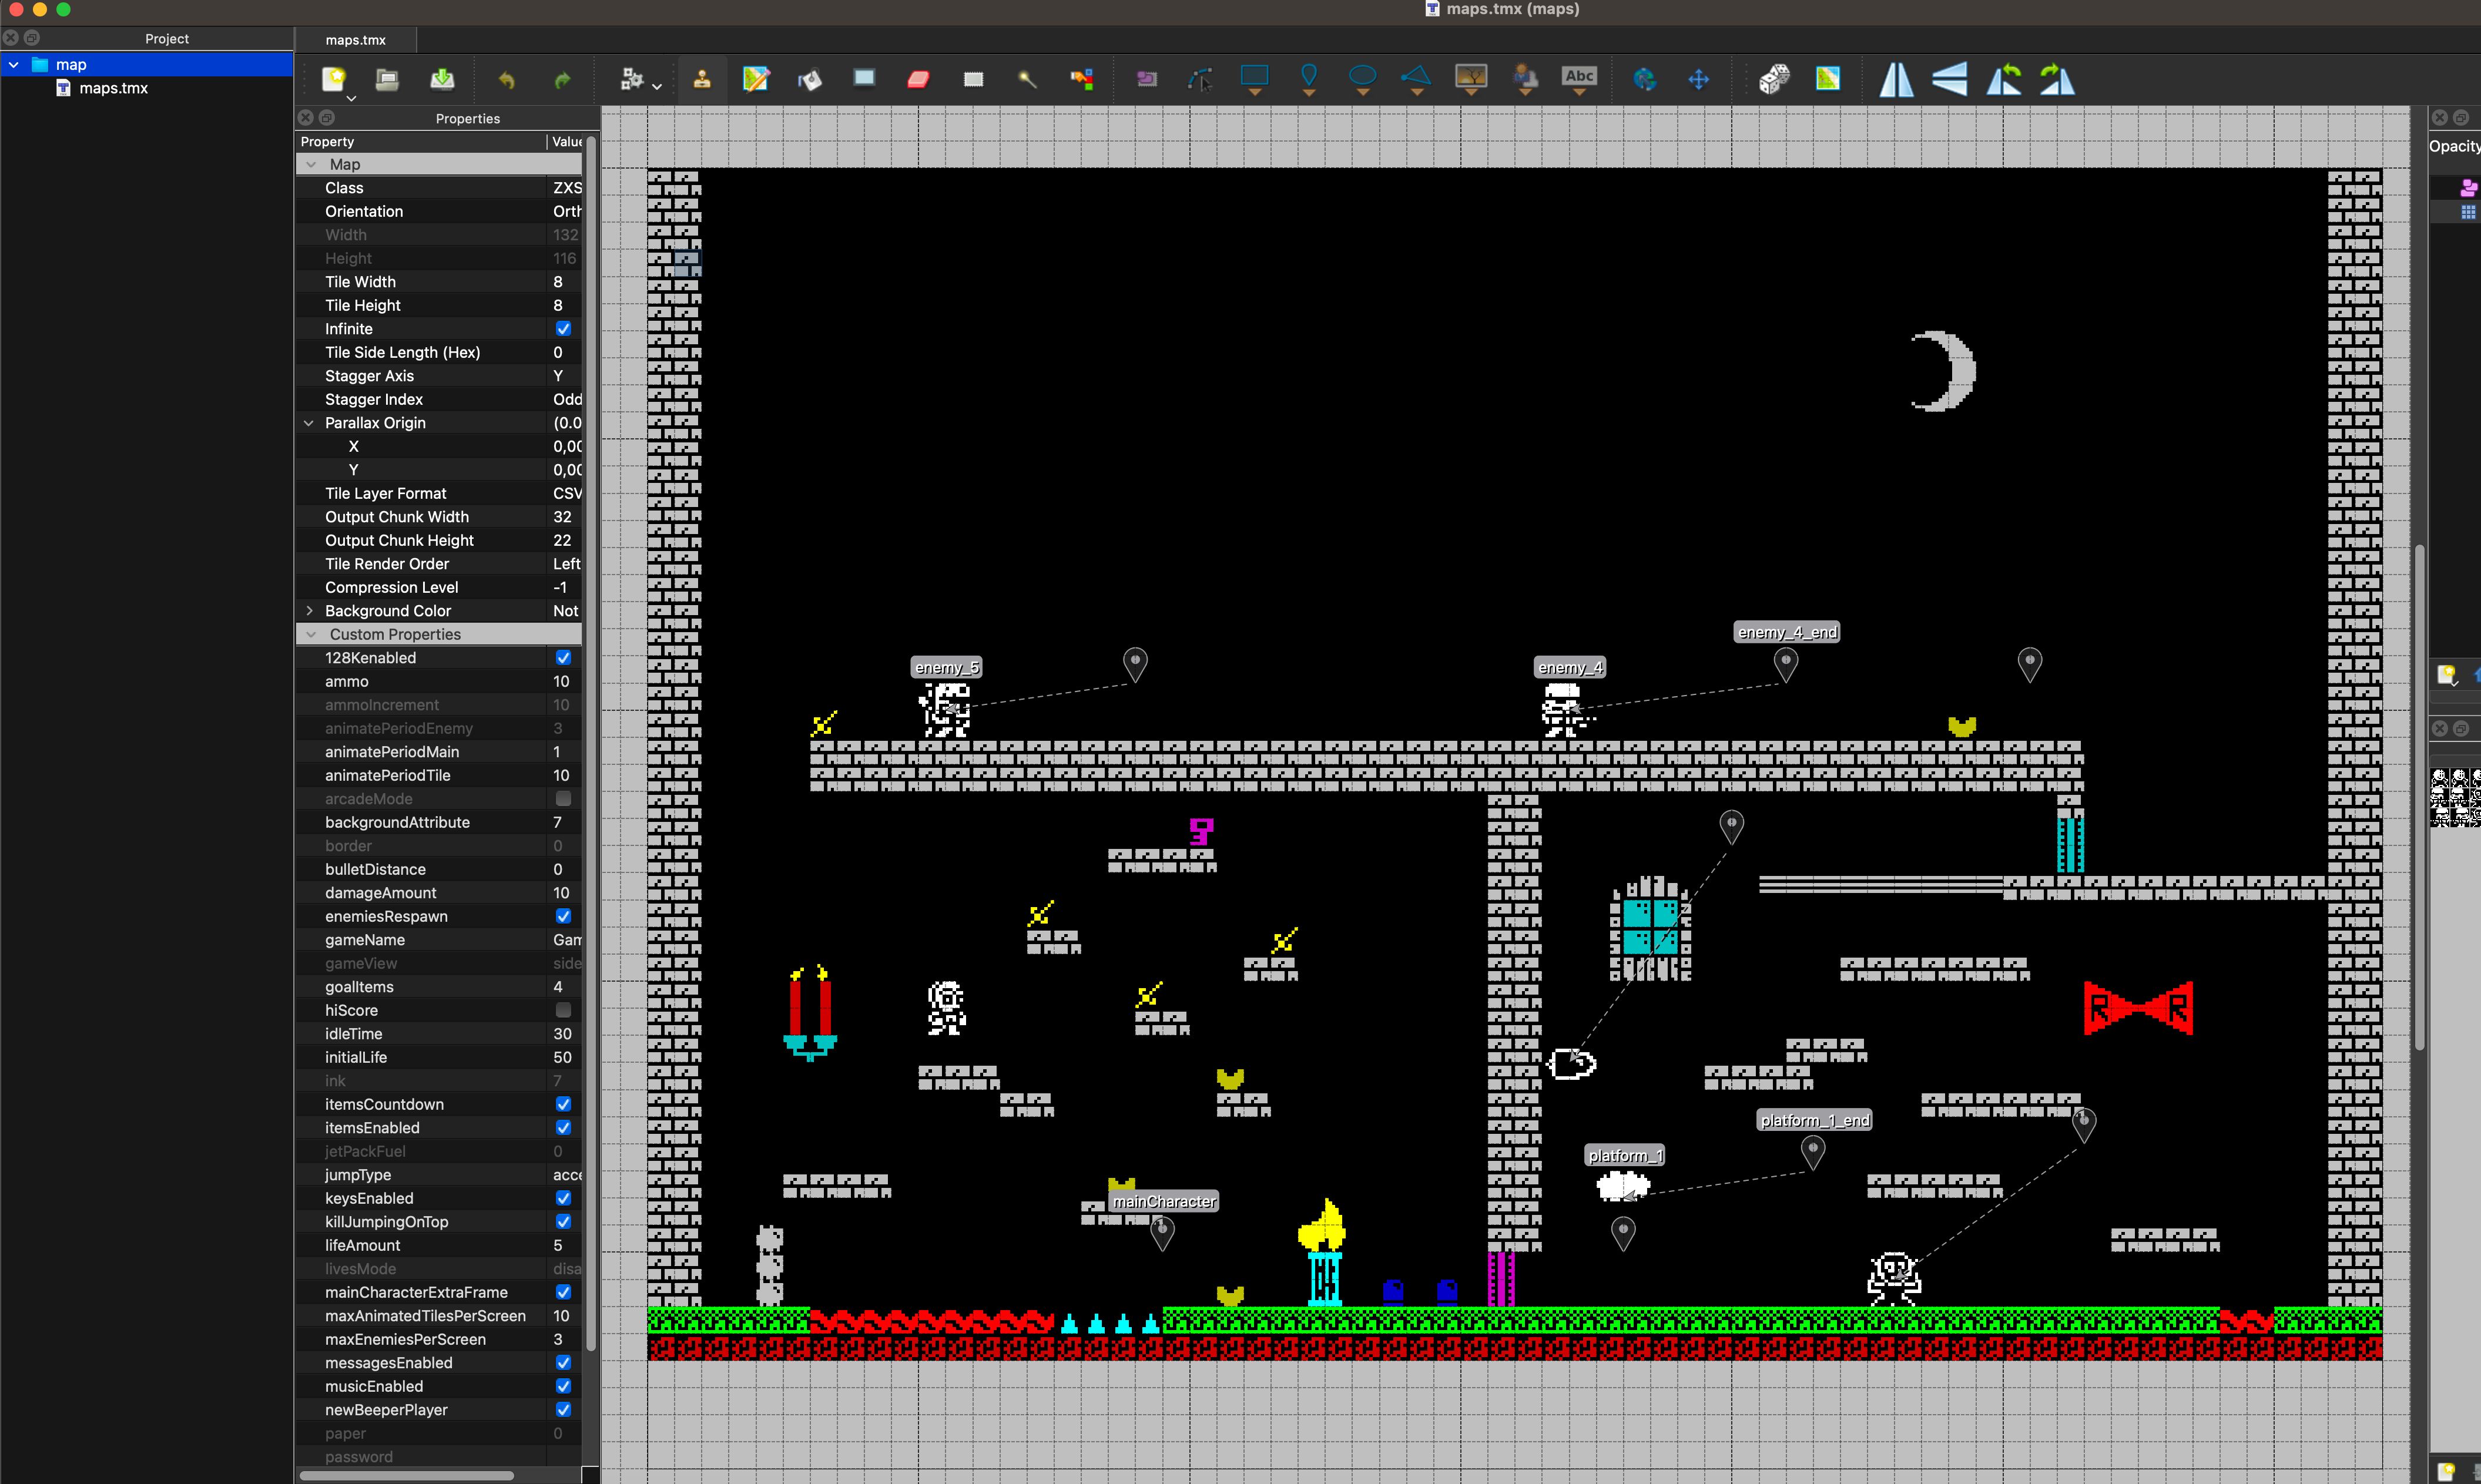 maps.tmx (maps)
Project
maps.tmx
map
maps.tmx
Abc
Properties
Opacity
Property Value
Map
Class ZXS
Orientation Orth
Width 132
Height 116
Tile Width 8
Tile Height 8
Infinite
Tile Side Length (Hex) 0
Stagger Axis Y
Stagger Index Odd
Parallax Origin (0.0
X 0,00
Y 0,00
Tile Layer Format CSV
Output Chunk Width 32
Output Chunk Height 22
Tile Render Order Left
Compression Level -1
Background Color Not
Custom Properties
128Kenabled
ammo 10
ammoIncrement 10
animatePeriodEnemy 3
animatePeriodMain 1
animatePeriodTile 10
arcadeMode
backgroundAttribute 7
border 0
bulletDistance 0
damageAmount 10
enemiesRespawn
gameName Gam
gameView side
goalItems 4
hiScore
idleTime 30
initialLife 50
ink 7
itemsCountdown
itemsEnabled
jetPackFuel 0
jumpType acce
keysEnabled
killJumpingOnTop
lifeAmount 5
livesMode disa
mainCharacterExtraFrame
maxAnimatedTilesPerScreen 10
maxEnemiesPerScreen 3
messagesEnabled
musicEnabled
newBeeperPlayer
paper 0
password
enemy_4_end
enemy_5
enemy_4
R R
platform_1_end
platform_1
mainCharacter